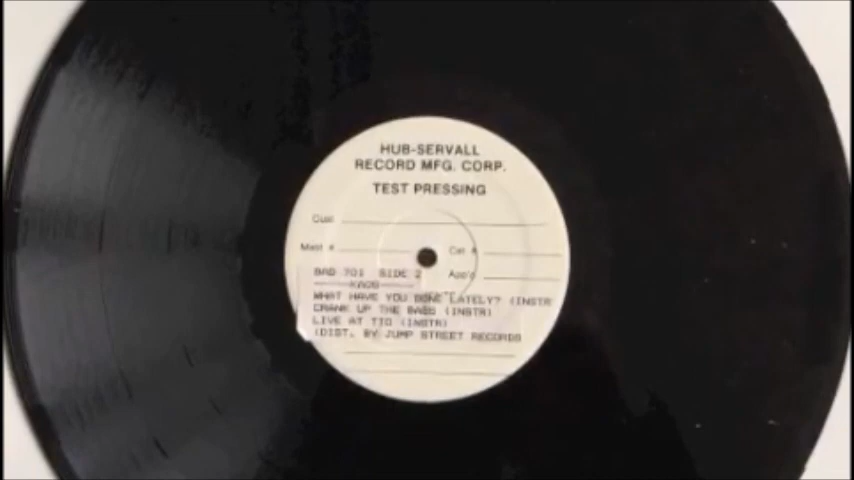 HUB-SERVALL
RECORD MFG. CORP.
TEST PRESSING
Cust
Mast # Cat #
App'd
BAD 701 SIDE 2
KAOS
WHAT HAVE YOU DONE LATELY? (INSTR
CRANK UP THE BASS (INSTR)
LIVE AT TTO (INSTR)
(DIST. BY JUMP STREET RECORDS